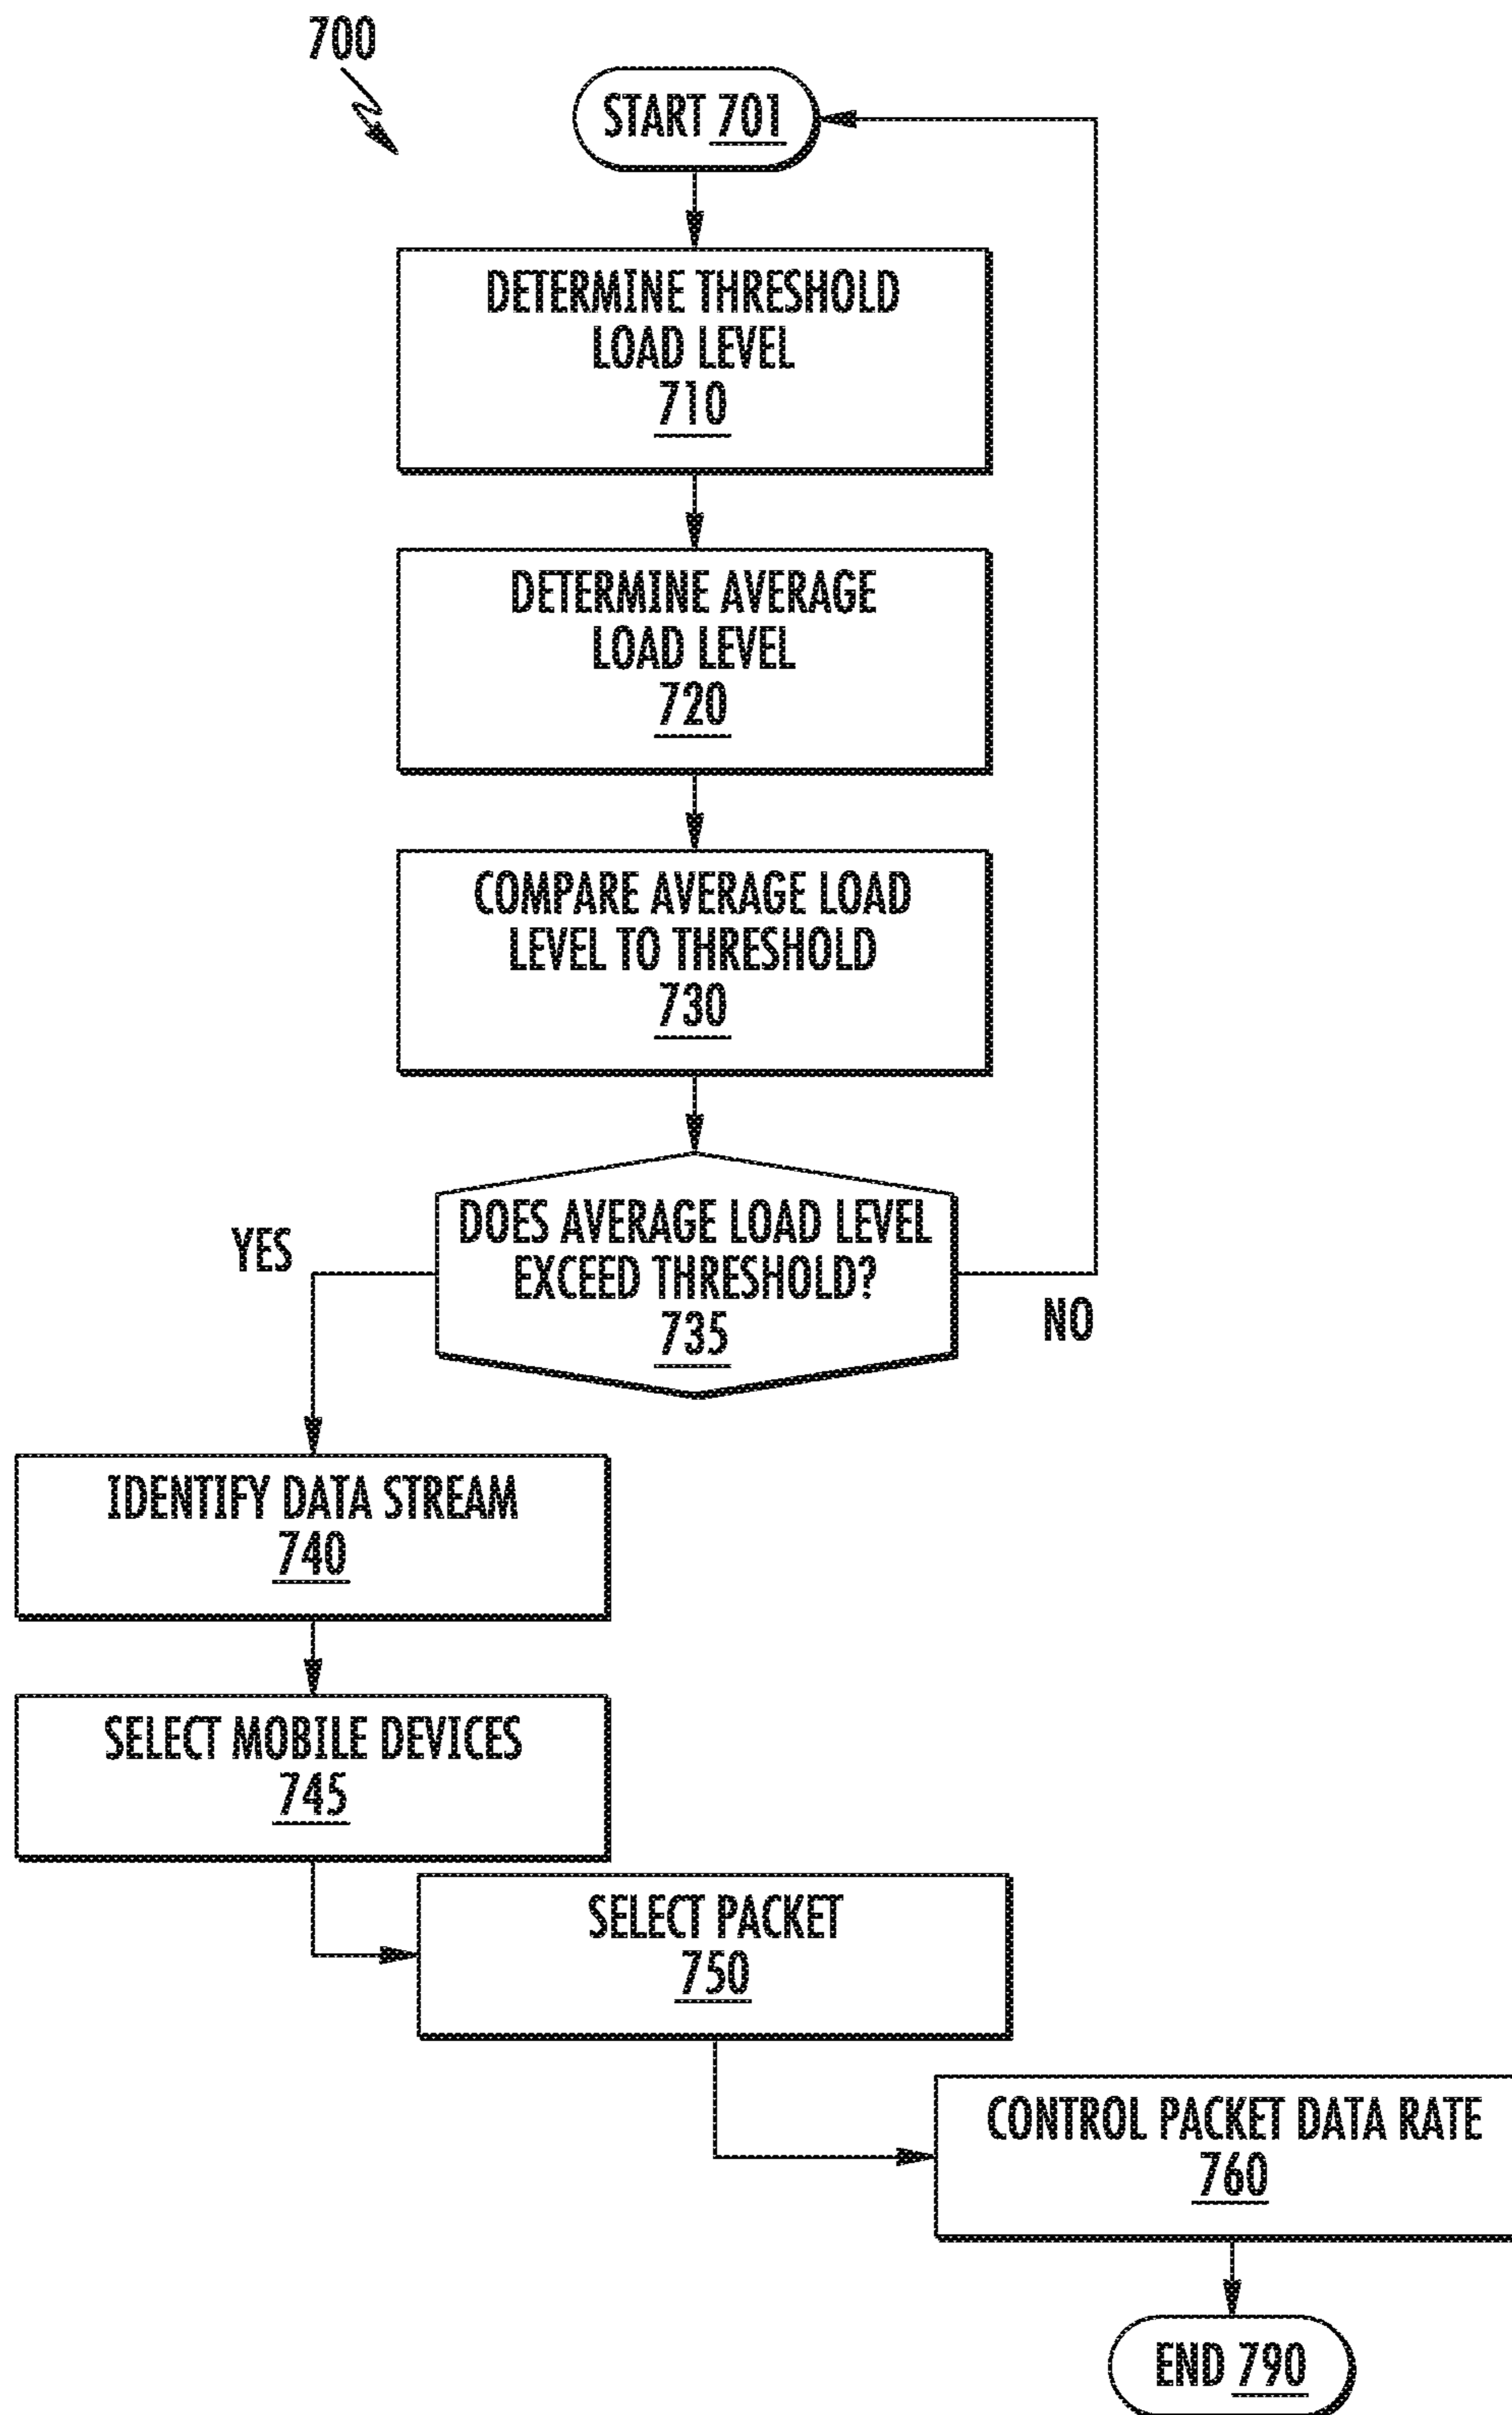 700
START 701
DETERMINE THRESHOLD
LOAD LEVEL
710
DETERMINE AVERAGE
LOAD LEVEL
720
COMPARE AVERAGE LOAD
LEVEL TO THRESHOLD
730
DOES AVERAGE LOAD LEVEL
EXCEED THRESHOLD?
735
YES
NO
IDENTIFY DATA STREAM
740
SELECT MOBILE DEVICES
745
SELECT PACKET
750
CONTROL PACKET DATA RATE
760
END 790